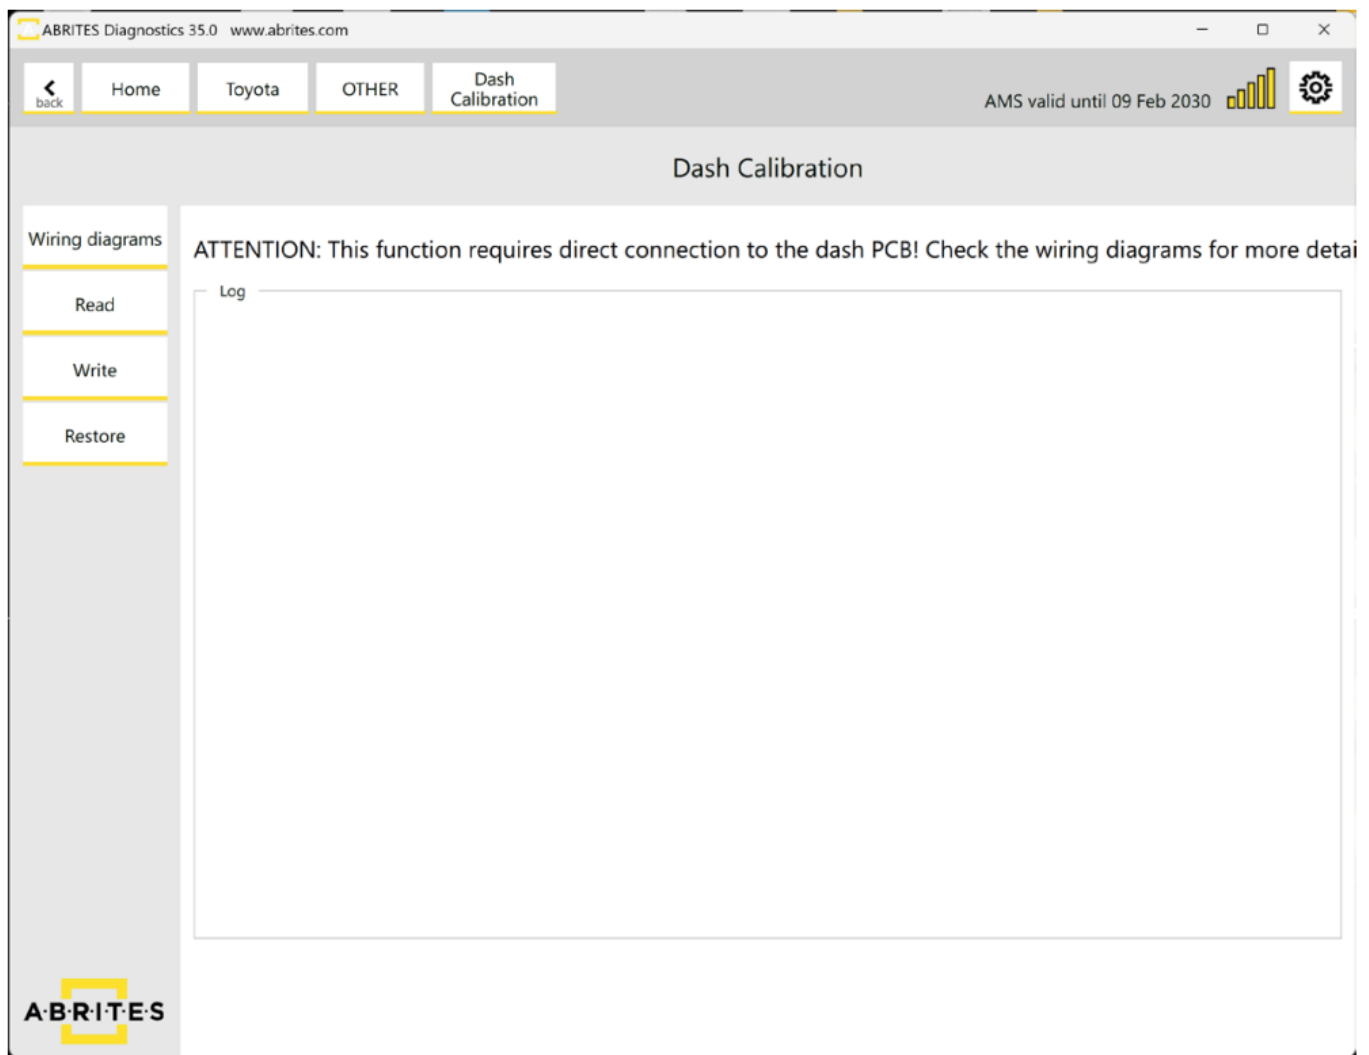 ABRITES Diagnostics 35.0 www.abrites.com
back
Home
Toyota
OTHER
Dash
Calibration
AMS valid until 09 Feb 2030
Dash Calibration
Wiring diagrams
Read
Write
Restore
ATTENTION: This function requires direct connection to the dash PCB! Check the wiring diagrams for more detai
Log
A·B·R·I·T·E·S